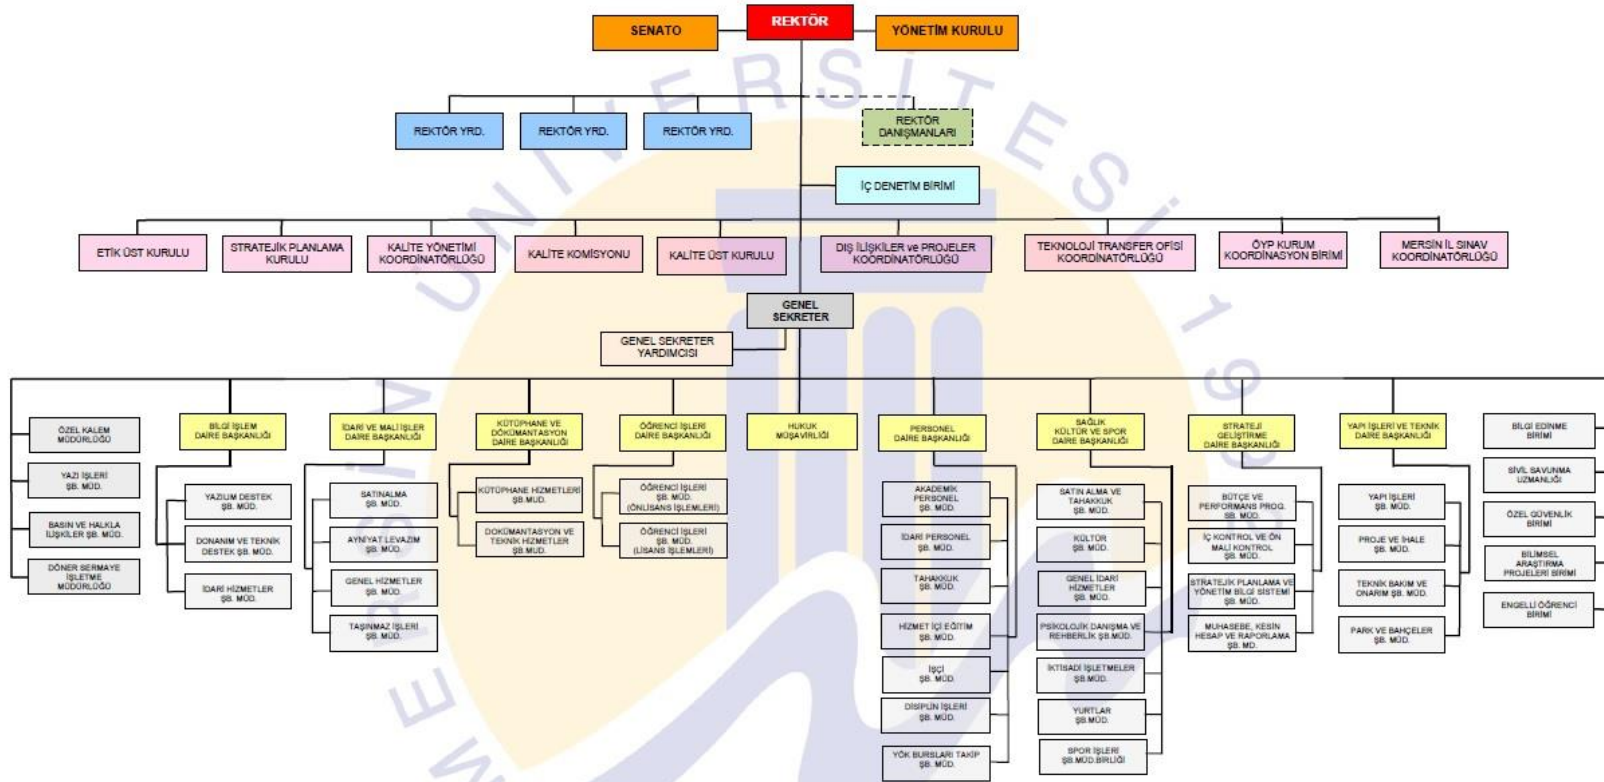 REKTÖR
SENATO
YÖNETİM KURULU
REKTÖR YRD.
REKTÖR YRD.
REKTÖR YRD.
REKTÖR
DANIŞMANLARI
İÇ DENETİM BİRİMİ
ETİK ÜST KURULU
STRATEJİK PLANLAMA
KURULU
KALİTE YÖNETİMİ
KOORDİNATÖRLÜĞÜ
KALİTE KOMİSYONU
KALİTE ÜST KURULU
DIŞ İLİŞKİLER ve PROJELER
KOORDİNATÖRLÜĞÜ
TEKNOLOJİ TRANSFER OFİSİ
KOORDİNATÖRLÜĞÜ
ÖYP KURUM
KOORDİNASYON BİRİMİ
MERSİN İL SINAV
KOORDİNATÖRLÜĞÜ
GENEL
SEKRETER
GENEL SEKRETER
YARDIMCISI
ÖZEL KALEM
MÜDÜRLÜĞÜ
YAZI İŞLERİ
ŞB. MÜD.
BASIN VE HALKLA
İLİŞKİLER ŞB. MÜD.
DÖNER SERMAYE
İŞLETME
MÜDÜRLÜĞÜ
BİLGİ İŞLEM
DAİRE BAŞKANLIĞI
YAZILIM DESTEK
ŞB. MÜD.
DONANIM VE TEKNİK
DESTEK ŞB. MÜD.
İDARİ HİZMETLER
ŞB. MÜD.
İDARİ VE MALİ İŞLER
DAİRE BAŞKANLIĞI
SATINALMA
ŞB. MÜD.
AYNİYAT LEVAZIM
ŞB. MÜD.
GENEL HİZMETLER
ŞB. MÜD.
TAŞINMAZ İŞLERİ
ŞB. MÜD.
KÜTÜPHANE VE
DÖKÜMANTASYON
DAİRE BAŞKANLIĞI
KÜTÜPHANE HİZMETLERİ
ŞB.MUD.
DOKÜMANTASYON VE
TEKNİK HİZMETLER
ŞB.MUD.
ÖĞRENCİ İŞLERİ
DAİRE BAŞKANLIĞI
ÖĞRENCİ İŞLERİ
ŞB. MÜD.
(ÖNLİSANS İŞLEMLERİ)
ÖĞRENCİ İŞLERİ
ŞB. MÜD.
(LİSANS İŞLEMLERİ)
HUKUK
MÜŞAVİRLİĞİ
PERSONEL
DAİRE BAŞKANLIĞI
AKADEMİK
PERSONEL
ŞB. MÜD.
İDARİ PERSONEL
ŞB. MÜD.
TAHAKKUK
ŞB. MÜD.
HİZMET İÇİ EĞİTİM
ŞB. MÜD.
İŞÇİ
ŞB. MÜD.
DİSİPLİN İŞLERİ
ŞB. MÜD.
YÖK BURSLARI TAKİP
ŞB. MÜD.
SAĞLIK
KÜLTÜR VE SPOR
DAİRE BAŞKANLIĞI
SATIN ALMA VE
TAHAKKUK
ŞB. MÜD.
KÜLTÜR
ŞB. MÜD.
GENEL İDARİ
HİZMETLER
ŞB. MÜD.
PSİKOLOJİK DANIŞMA VE
REHBERLİK ŞB.MÜD.
İKTİSADİ İŞLETMELER
ŞB.MÜD.
YURTLAR
ŞB.MÜD.
SPOR İŞLERİ
ŞB.MÜD.BİRLİĞİ
STRATEJİ
GELİŞTİRME
DAİRE BAŞKANLIĞI
BÜTÇE VE
PERFORMANS PROG.
ŞB. MÜD.
İÇ KONTROL VE ÖN
MALİ KONTROL
ŞB. MÜD.
STRATEJİK PLANLAMA VE
YÖNETİM BİLGİ SİSTEMİ
ŞB. MÜD.
MUHASEBE, KESİN
HESAP VE RAPORLAMA
ŞB. MD.
YAPI İŞLERİ VE TEKNİK
DAİRE BAŞKANLIĞI
YAPI İŞLERİ
ŞB. MÜD.
PROJE VE İHALE
ŞB. MÜD.
TEKNİK BAKIM VE
ONARIM ŞB. MÜD.
PARK VE BAHÇELER
ŞB. MÜD.
BİLGİ EDİNME
BİRİMİ
SİVİL SAVUNMA
UZMANLIĞI
ÖZEL GÜVENLİK
BİRİMİ
BİLİMSEL
ARAŞTIRMA
PROJELERİ BİRİMİ
ENGELLİ ÖĞRENCİ
BİRİMİ
MERSİN ÜNİVERSİTESİ 1992